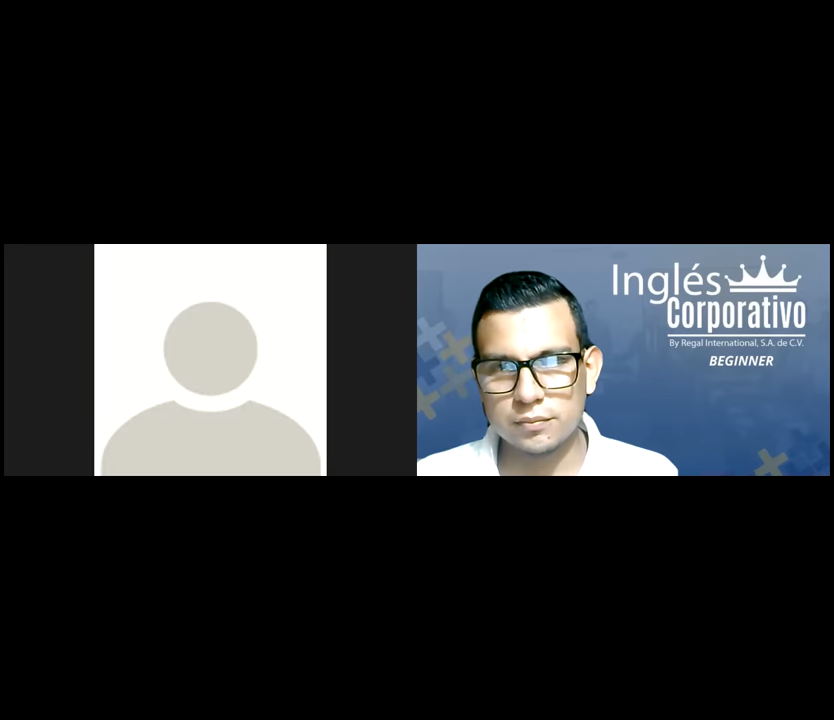 Inglés
Corporativo
By Regal International, S.A. de C.V.
BEGINNER